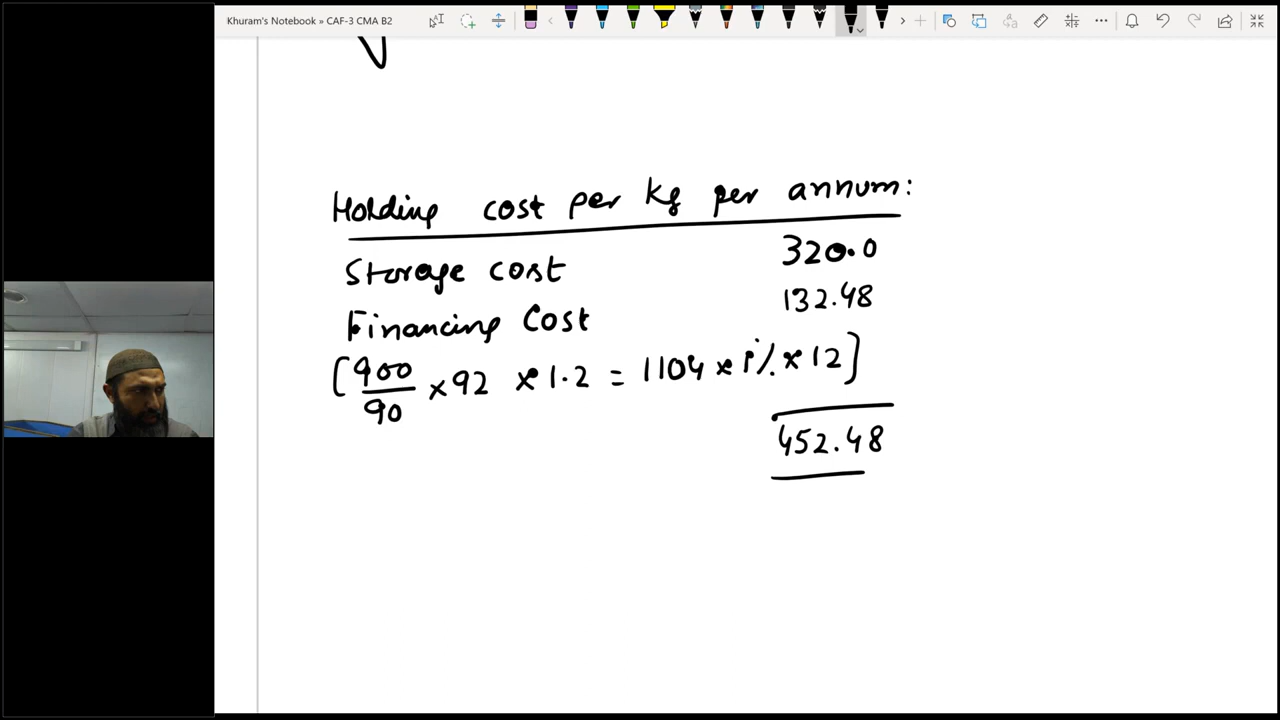 Khuram's Notebook » CAF-3 CMA B2
Holding cost per kg per annum:
Storage cost 320.0
Financing Cost 132.48
[900/90 × 92 × 1.2 = 1104 × 1% × 12]
452.48